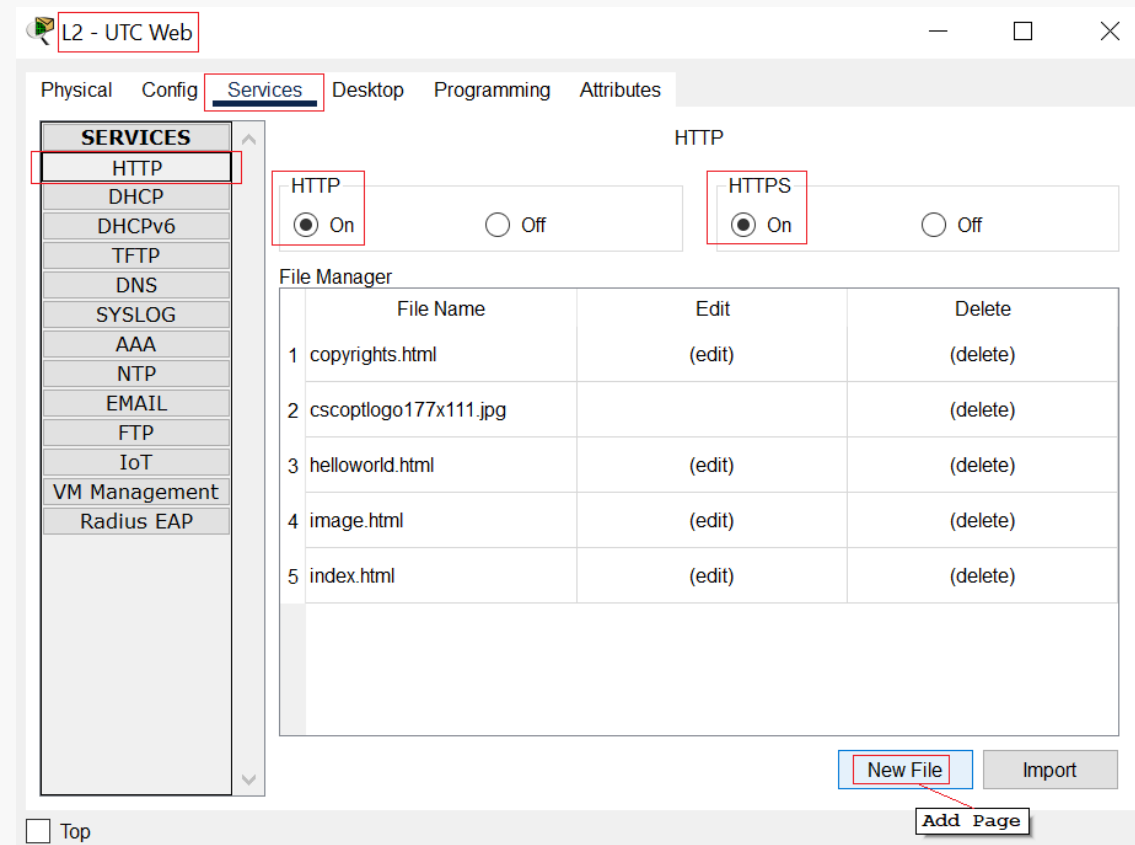 L2 - UTC Web
Physical Config Services Desktop Programming Attributes
SERVICES
HTTP
DHCP
DHCPv6
TFTP
DNS
SYSLOG
AAA
NTP
EMAIL
FTP
IoT
VM Management
Radius EAP
HTTP
HTTP
On Off
HTTPS
On Off
File Manager
File Name Edit Delete
1 copyrights.html (edit) (delete)
2 cscoptlogo177x111.jpg (delete)
3 helloworld.html (edit) (delete)
4 image.html (edit) (delete)
5 index.html (edit) (delete)
New File Import
Add Page
Top